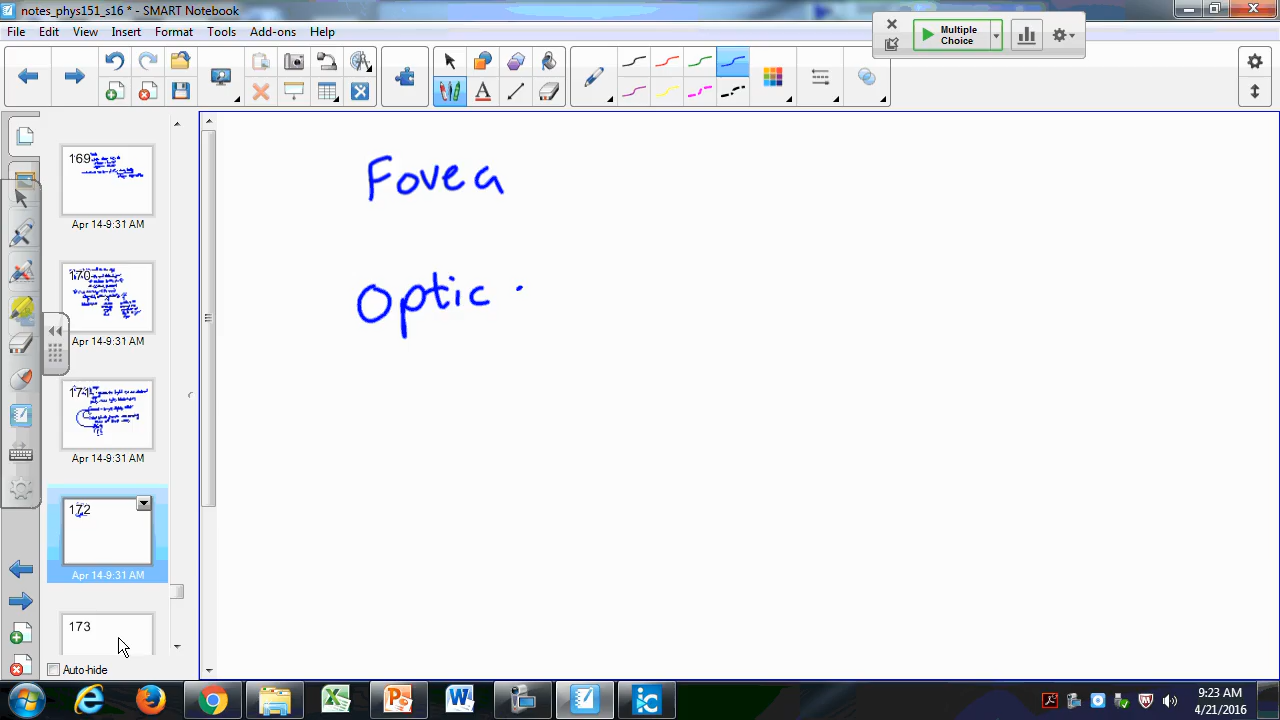 notes_phys151_s16 * - SMART Notebook
File Edit View Insert Format Tools Add-ons Help
Multiple
Choice
Fovea
Optic
169
Apr 14-9:31 AM
170
Apr 14-9:31 AM
171
Apr 14-9:31 AM
172
Apr 14-9:31 AM
173
Auto-hide
9:23 AM
4/21/2016